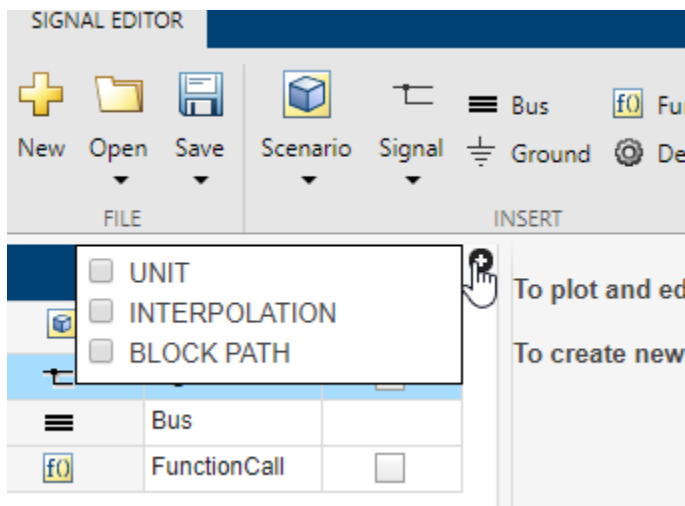 SIGNAL EDITOR
New
Open
Save
Scenario
Signal
Bus
Ground
f()
FILE
INSERT
UNIT
INTERPOLATION
BLOCK PATH
Bus
f() FunctionCall
To plot and
To create new